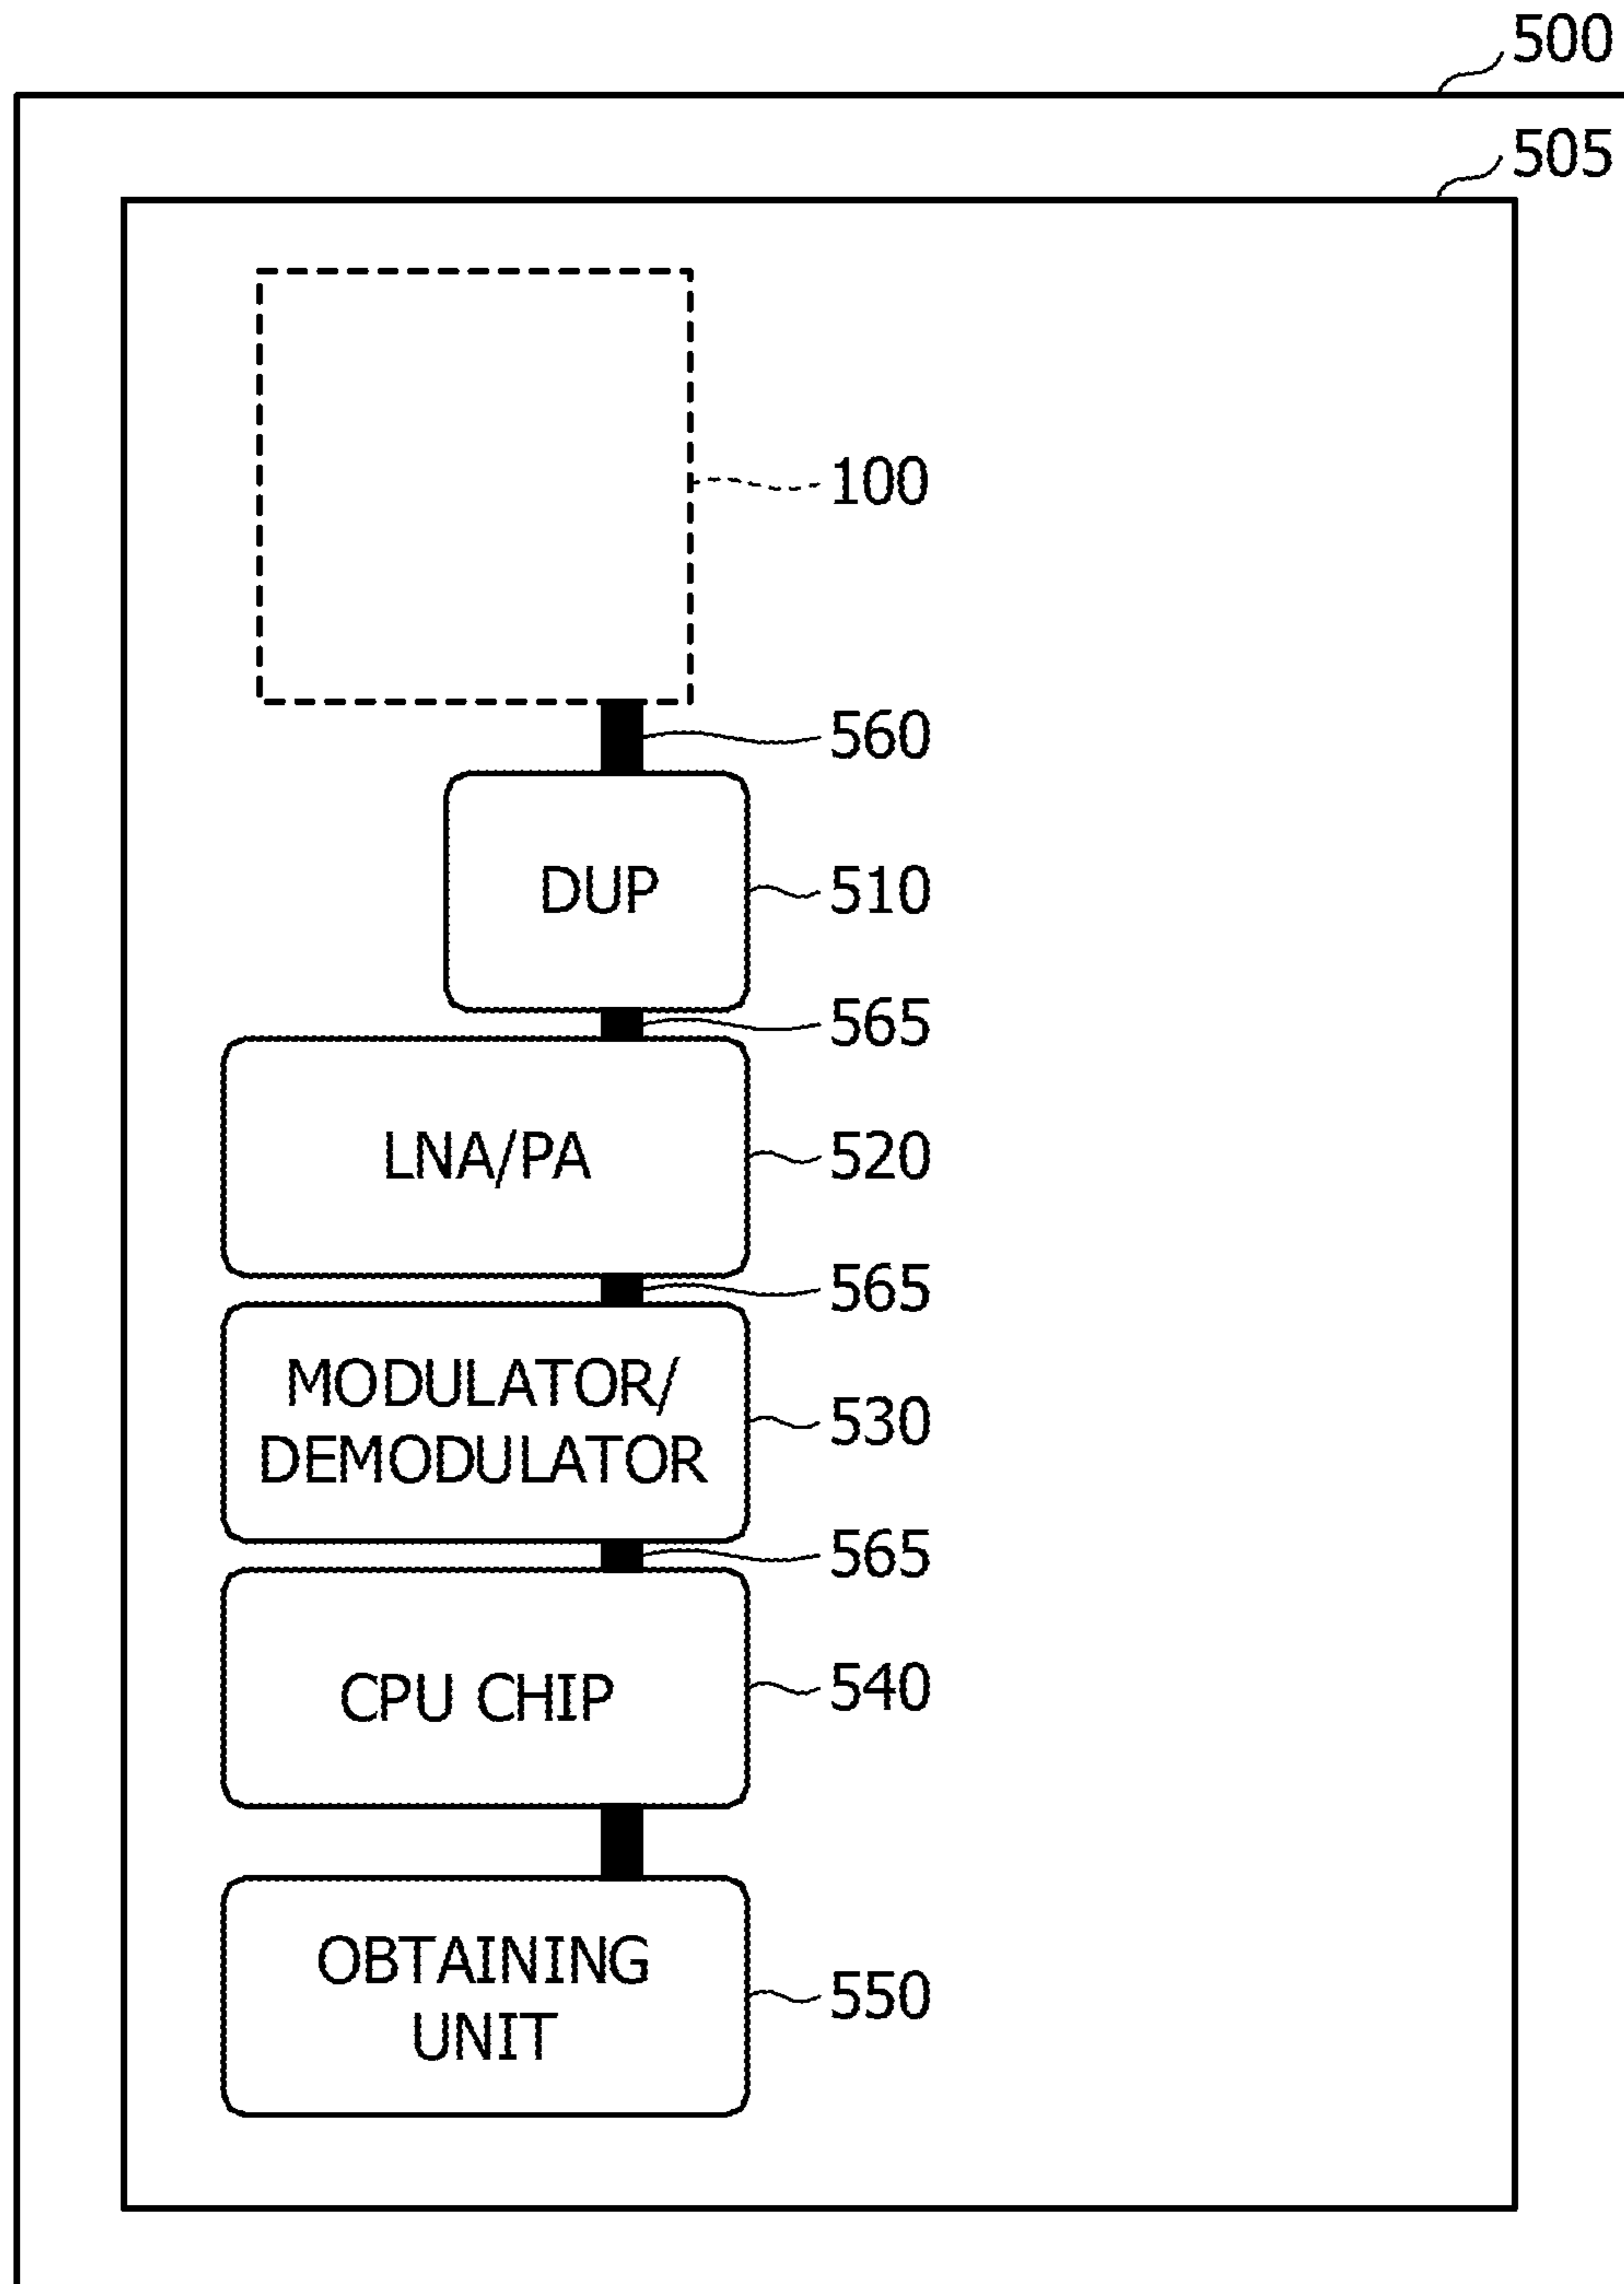 500
505
100
560
DUP
510
565
LNA/PA
520
565
MODULATOR/
DEMODULATOR
530
565
CPU CHIP
540
OBTAINING
UNIT
550